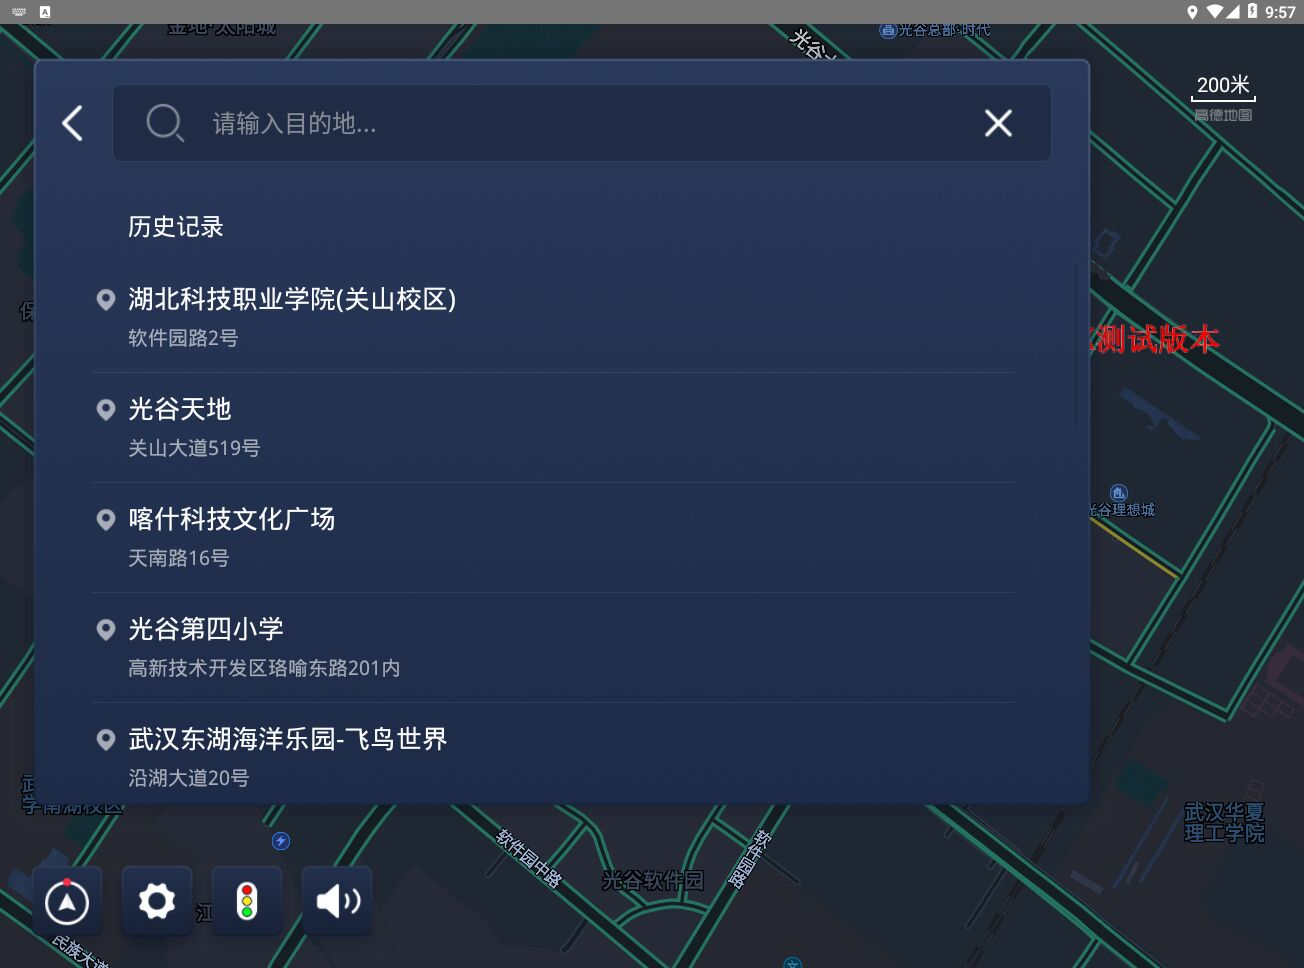 9:57
光谷总部·时代
200米
高德地图
请输入目的地...
历史记录
湖北科技职业学院(关山校区)
软件园路2号
光谷天地
关山大道519号
喀什科技文化广场
天南路16号
光谷第四小学
高新技术开发区珞喻东路201内
武汉东湖海洋乐园-飞鸟世界
沿湖大道20号
测试版本
光谷理想城
武汉华夏
理工学院
软件园中路
软件园路
光谷软件园
民族大道